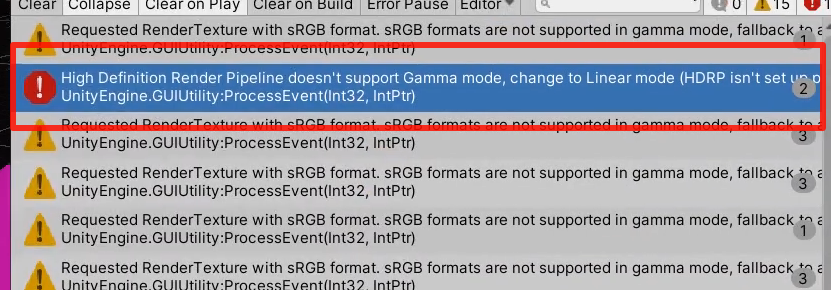 Clear Collapse Clear on Play Clear on Build Error Pause Editor 0 15 1
Requested RenderTexture with sRGB format. sRGB formats are not supported in gamma mode, fallback to a
UnityEngine.GUIUtility:ProcessEvent(Int32, IntPtr)
1
High Definition Render Pipeline doesn't support Gamma mode, change to Linear mode (HDRP isn't set up p
UnityEngine.GUIUtility:ProcessEvent(Int32, IntPtr)
2
Requested RenderTexture with sRGB format. sRGB formats are not supported in gamma mode, fallback to a
UnityEngine.GUIUtility:ProcessEvent(Int32, IntPtr)
3
Requested RenderTexture with sRGB format. sRGB formats are not supported in gamma mode, fallback to a
UnityEngine.GUIUtility:ProcessEvent(Int32, IntPtr)
3
Requested RenderTexture with sRGB format. sRGB formats are not supported in gamma mode, fallback to a
UnityEngine.GUIUtility:ProcessEvent(Int32, IntPtr)
1
Requested RenderTexture with sRGB format. sRGB formats are not supported in gamma mode, fallback to a
UnityEngine.GUIUtility:ProcessEvent(Int32, IntPtr)
3